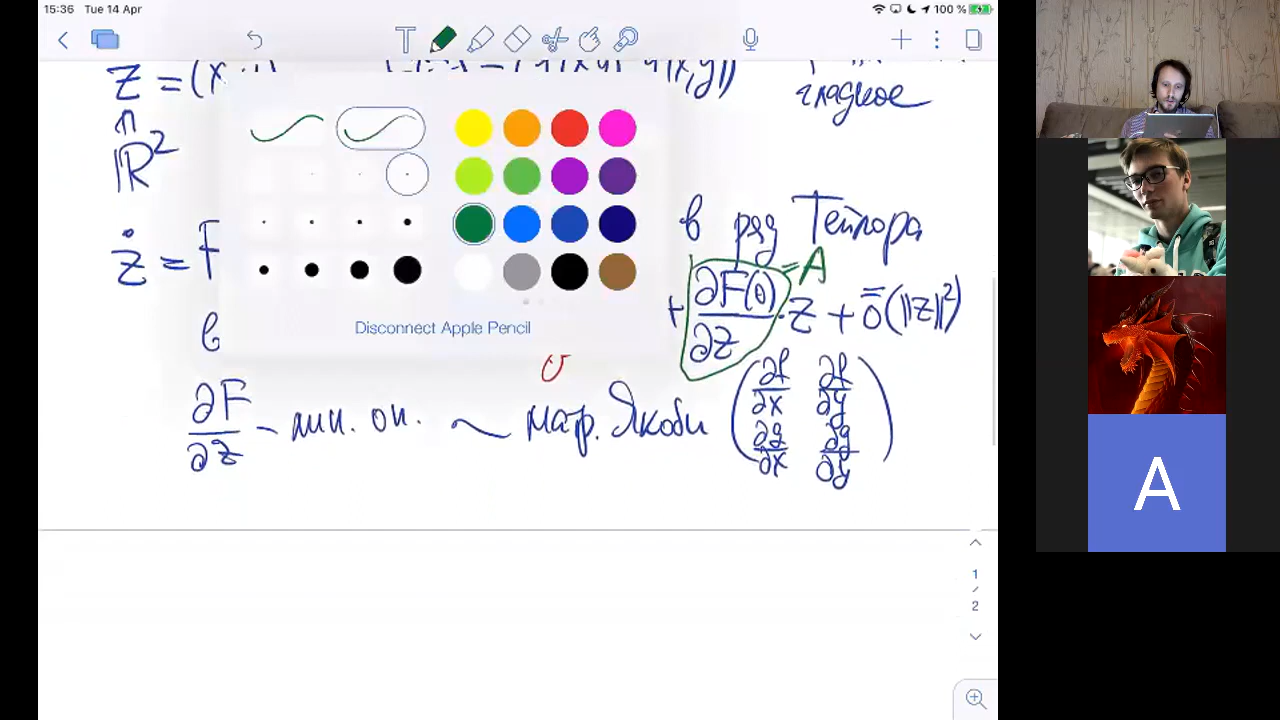 15:36 Tue 14 Apr 100 %
T
Z = (x
гладкое
ℝ²
ż = F
в ряд Тейлора
+ ∂F(0)/∂z · z + ō(‖z‖²)
= A
в
Disconnect Apple Pencil
∂F/∂z – лин. оп. ~ матр. Якоби (∂f/∂x ∂f/∂y
∂g/∂x ∂g/∂y)
1
2
A